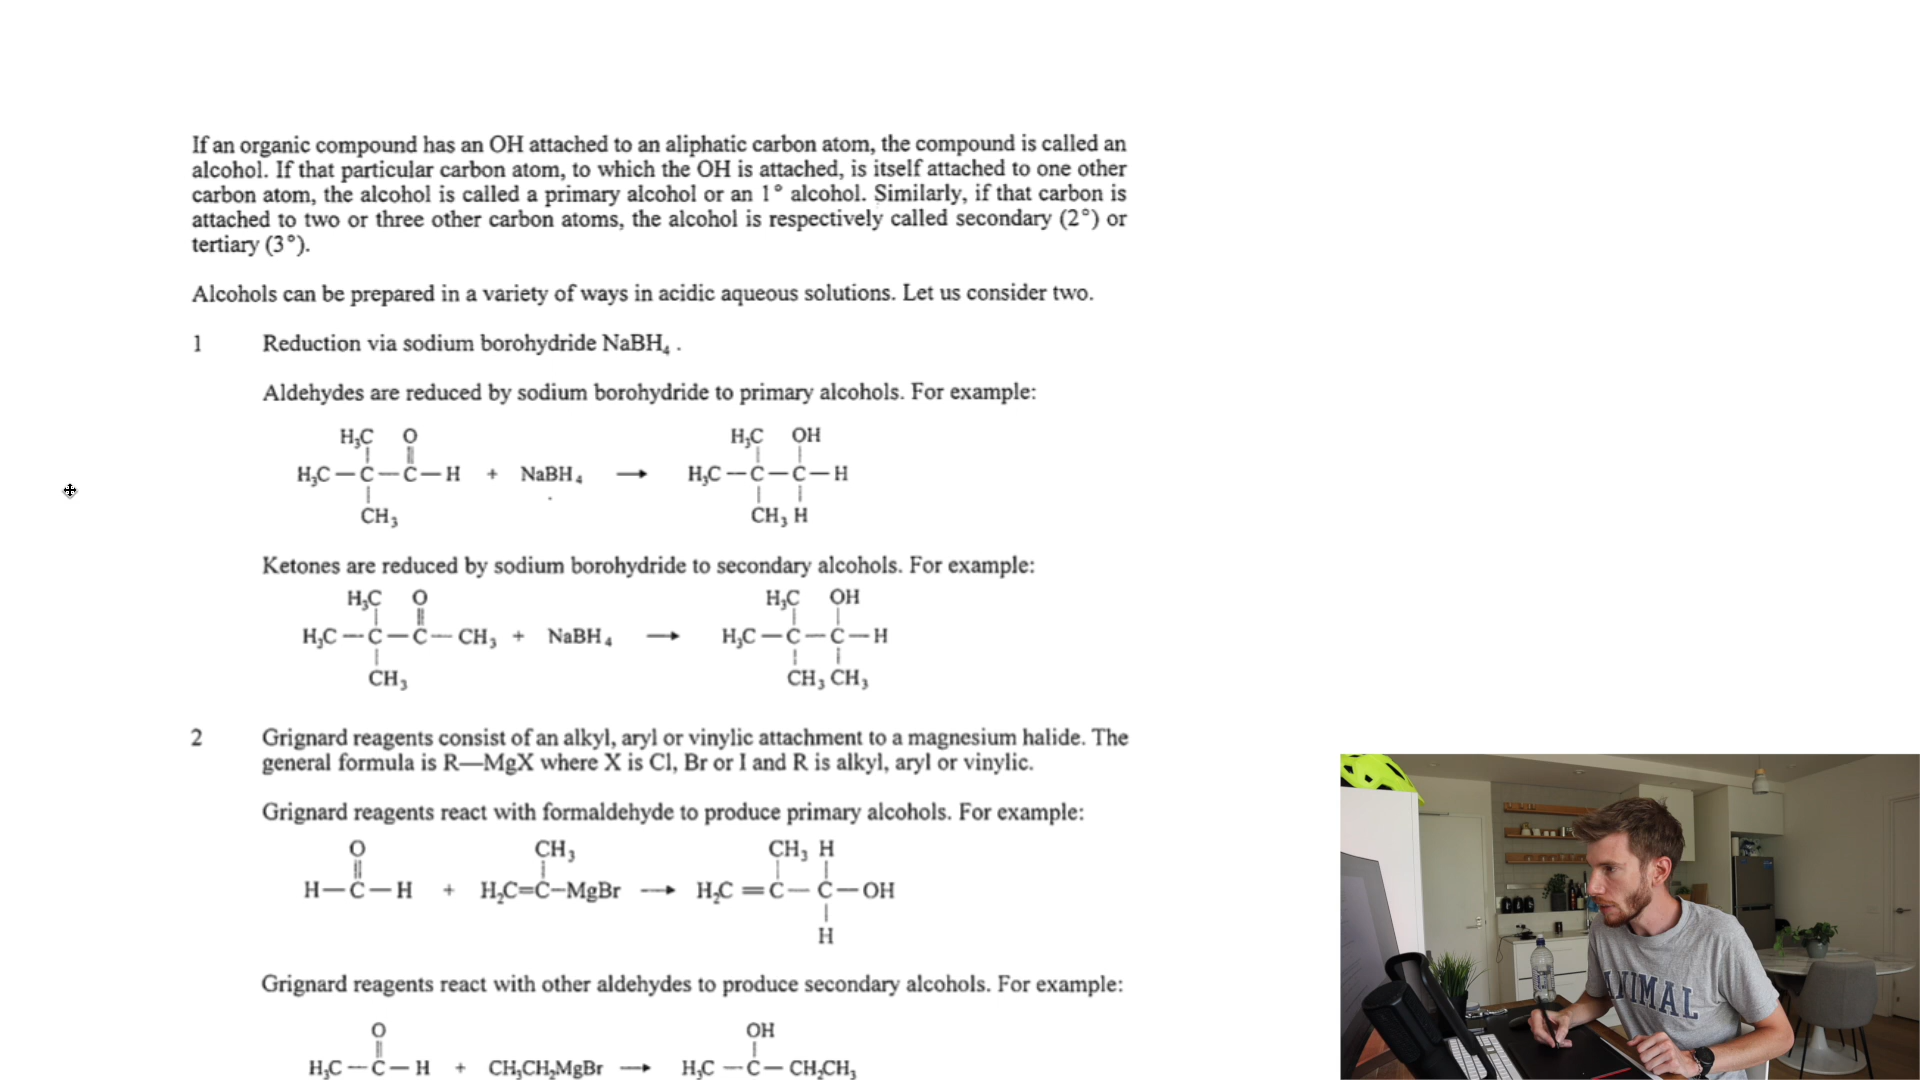 If an organic compound has an OH attached to an aliphatic carbon atom, the compound is called an
alcohol. If that particular carbon atom, to which the OH is attached, is itself attached to one other
carbon atom, the alcohol is called a primary alcohol or an 1° alcohol. Similarly, if that carbon is
attached to two or three other carbon atoms, the alcohol is respectively called secondary (2°) or
tertiary (3°).
Alcohols can be prepared in a variety of ways in acidic aqueous solutions. Let us consider two.
1 Reduction via sodium borohydride NaBH₄ .
Aldehydes are reduced by sodium borohydride to primary alcohols. For example:
H₃C O H₃C OH
H₃C—C—C—H + NaBH₄ → H₃C—C—C—H
CH₃ CH₃ H
Ketones are reduced by sodium borohydride to secondary alcohols. For example:
H₃C O H₃C OH
H₃C—C—C—CH₃ + NaBH₄ → H₃C—C—C—H
CH₃ CH₃ CH₃
2 Grignard reagents consist of an alkyl, aryl or vinylic attachment to a magnesium halide. The
general formula is R—MgX where X is Cl, Br or I and R is alkyl, aryl or vinylic.
Grignard reagents react with formaldehyde to produce primary alcohols. For example:
O CH₃ CH₃ H
H—C—H + H₂C=C—MgBr → H₂C=C—C—OH
H
Grignard reagents react with other aldehydes to produce secondary alcohols. For example:
O OH
H₃C—C—H + CH₃CH₂MgBr → H₃C—C—CH₂CH₃
NIMAL